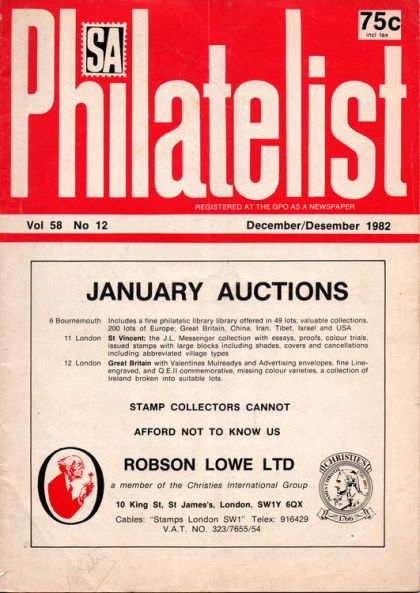 75c
incl tax
SA
Philatelist
REGISTERED AT THE GPO AS A NEWSPAPER
Vol 58 No 12
December/Desember 1982
JANUARY AUCTIONS
6 Bournemouth Includes a fine philatelic library library offered in 49 lots: valuable collections,
200 lots of Europe; Great Britain, China, Iran, Tibet, Israel and USA
11 London St Vincent: the J.L. Messenger collection with essays, proofs, colour trials,
issued stamps with large blocks including shades, covers and cancellations
including abbreviated village types
12 London Great Britain with Valentines Mulreadys and Advertising envelopes, fine Line-
engraved, and Q.E.II commemorative, missing colour varieties, a collection of
Ireland broken into suitable lots.
STAMP COLLECTORS CANNOT
AFFORD NOT TO KNOW US
ROBSON LOWE LTD
a member of the Christies International Group
10 King St, St James's, London, SW1Y 6QX
Cables: "Stamps London SW1" Telex: 916429
V.A.T. NO. 323/7655/54
CHRISTIE'S
1766